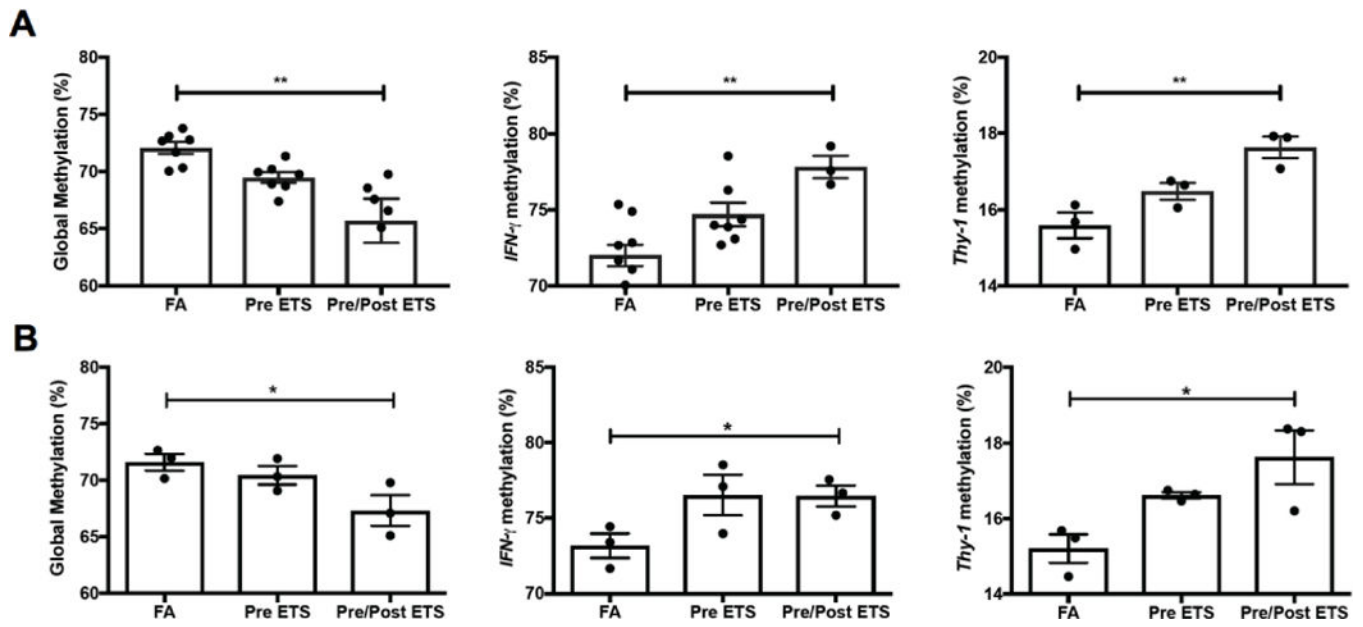 A
Global Methylation (%)
80
75
70
65
60
**
FA
Pre ETS
Pre/Post ETS
IFN-γ methylation (%)
85
80
75
70
**
FA
Pre ETS
Pre/Post ETS
Thy-1 methylation (%)
20
18
16
14
**
FA
Pre ETS
Pre/Post ETS
B
Global Methylation (%)
80
75
70
65
60
*
FA
Pre ETS
Pre/Post ETS
IFN-γ methylation (%)
85
80
75
70
*
FA
Pre ETS
Pre/Post ETS
Thy-1 methylation (%)
20
18
16
14
*
FA
Pre ETS
Pre/Post ETS